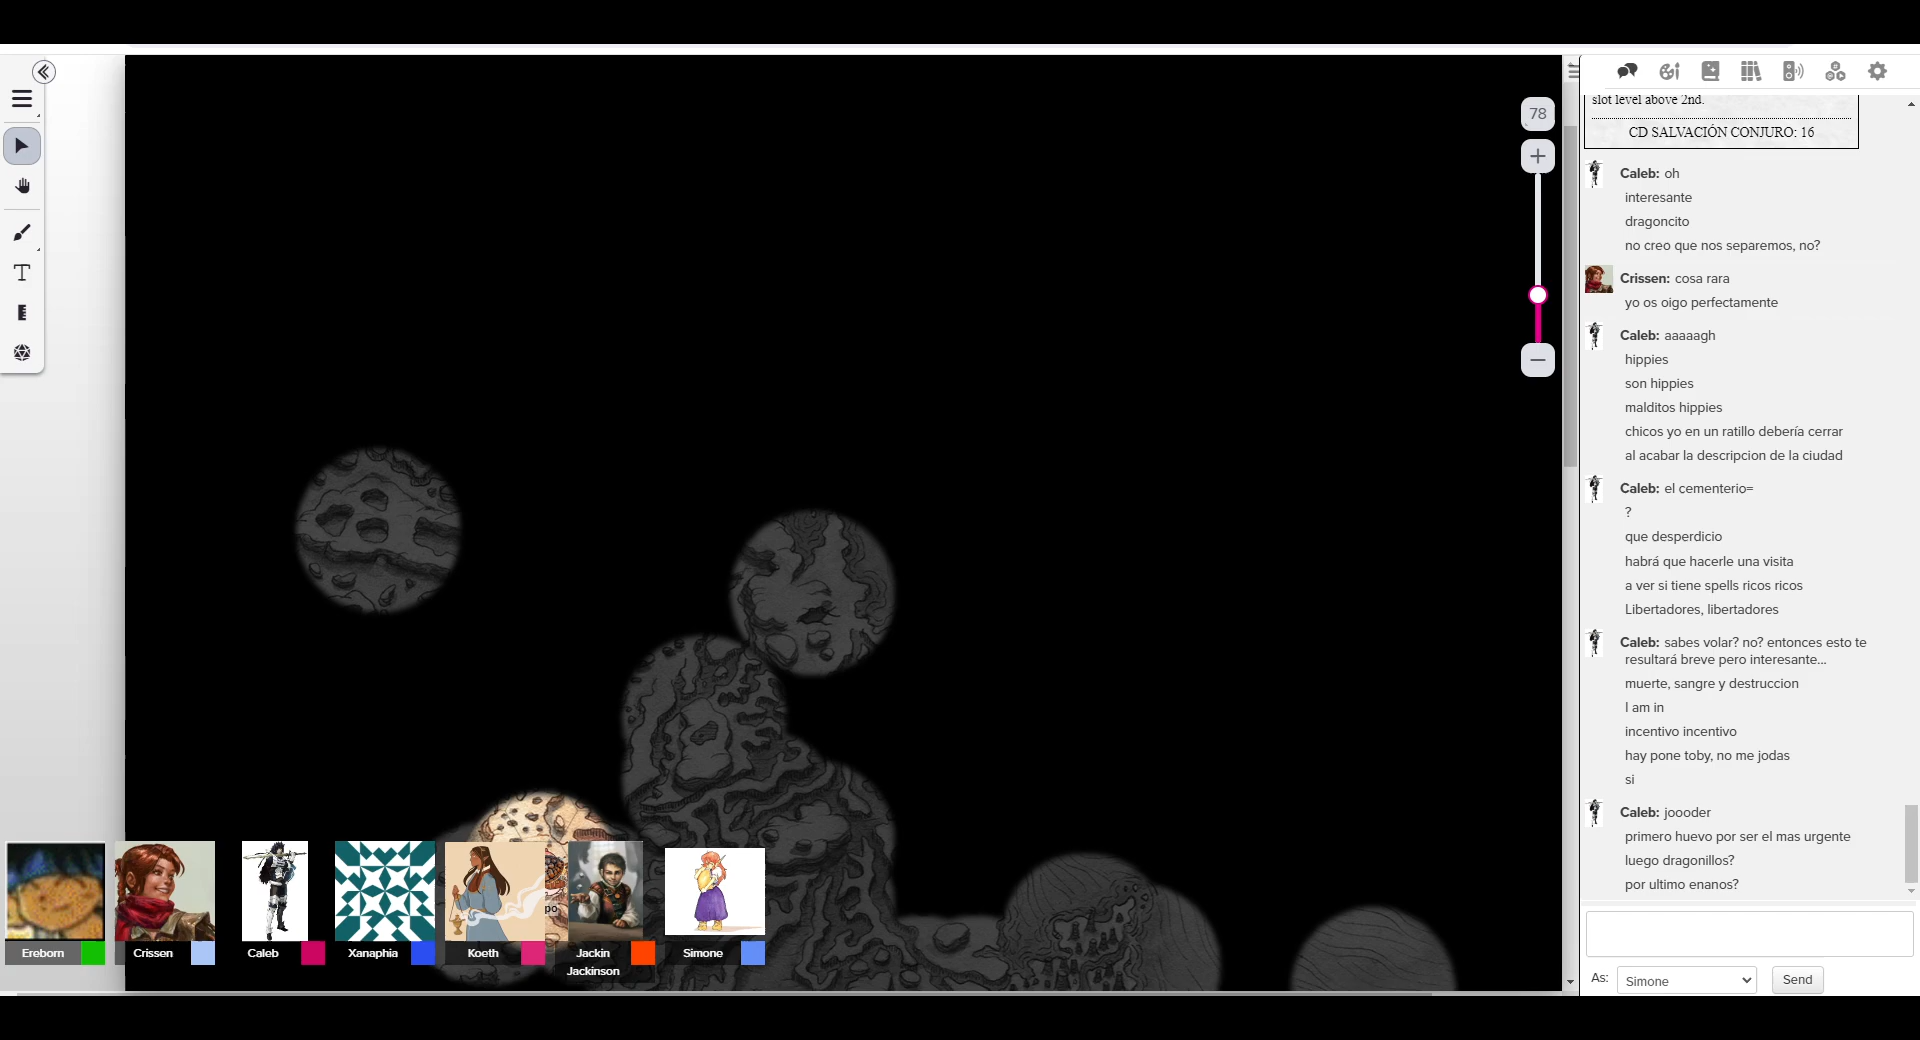 78
slot level above 2nd.
CD SALVACIÓN CONJURO: 16
Caleb: oh
interesante
dragoncito
no creo que nos separemos, no?
Crissen: cosa rara
yo os oigo perfectamente
Caleb: aaaaagh
hippies
son hippies
malditos hippies
chicos yo en un ratillo debería cerrar
al acabar la descripcion de la ciudad
Caleb: el cementerio=
?
que desperdicio
habrá que hacerle una visita
a ver si tiene spells ricos ricos
Libertadores, libertadores
Caleb: sabes volar? no? entonces esto te
resultará breve pero interesante...
muerte, sangre y destruccion
I am in
incentivo incentivo
hay pone toby, no me jodas
si
Caleb: joooder
primero huevo por ser el mas urgente
luego dragonillos?
por ultimo enanos?
po
Ereborn
Crissen
Caleb
Xanaphia
Koeth
Jackin
Jackinson
Simone
As: Simone
Send